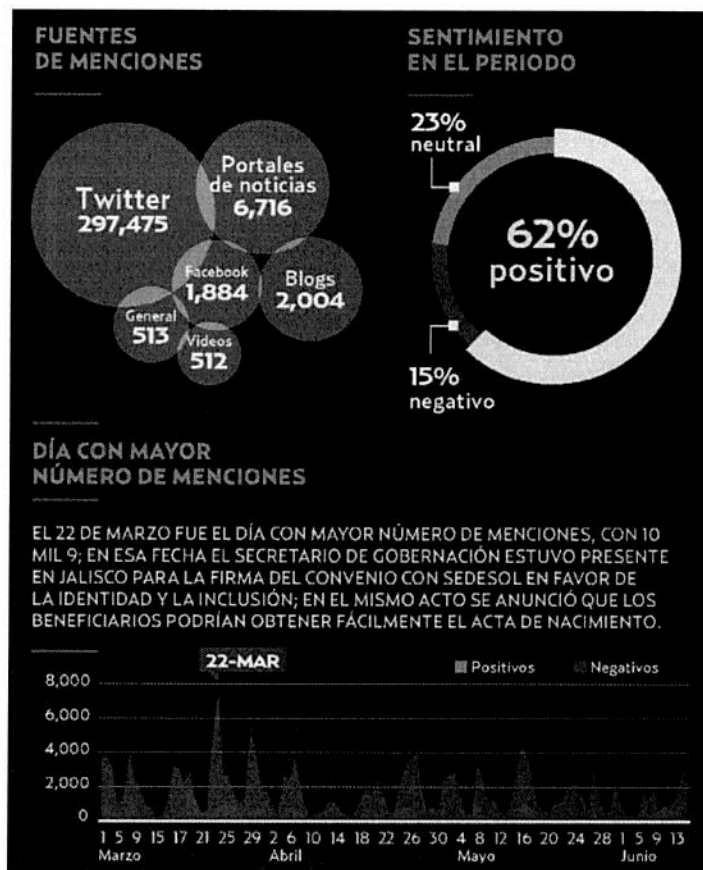 FUENTES
DE MENCIONES
Twitter
297,475
Portales
de noticias
6,716
Facebook
1,884
Blogs
2,004
General
513
Videos
512
SENTIMIENTO
EN EL PERIODO
23%
neutral
62%
positivo
15%
negativo
DÍA CON MAYOR
NÚMERO DE MENCIONES
EL 22 DE MARZO FUE EL DÍA CON MAYOR NÚMERO DE MENCIONES, CON 10
MIL 9; EN ESA FECHA EL SECRETARIO DE GOBERNACIÓN ESTUVO PRESENTE
EN JALISCO PARA LA FIRMA DEL CONVENIO CON SEDESOL EN FAVOR DE
LA IDENTIDAD Y LA INCLUSIÓN; EN EL MISMO ACTO SE ANUNCIÓ QUE LOS
BENEFICIARIOS PODRÍAN OBTENER FÁCILMENTE EL ACTA DE NACIMIENTO.
22-MAR
Positivos Negativos
8,000
6,000
4,000
2,000
0
1 5 9 15 17 21 25 29 2 6 10 14 18 22 26 30 4 8 12 16 20 24 28 1 5 9 13
Marzo Abril Mayo Junio